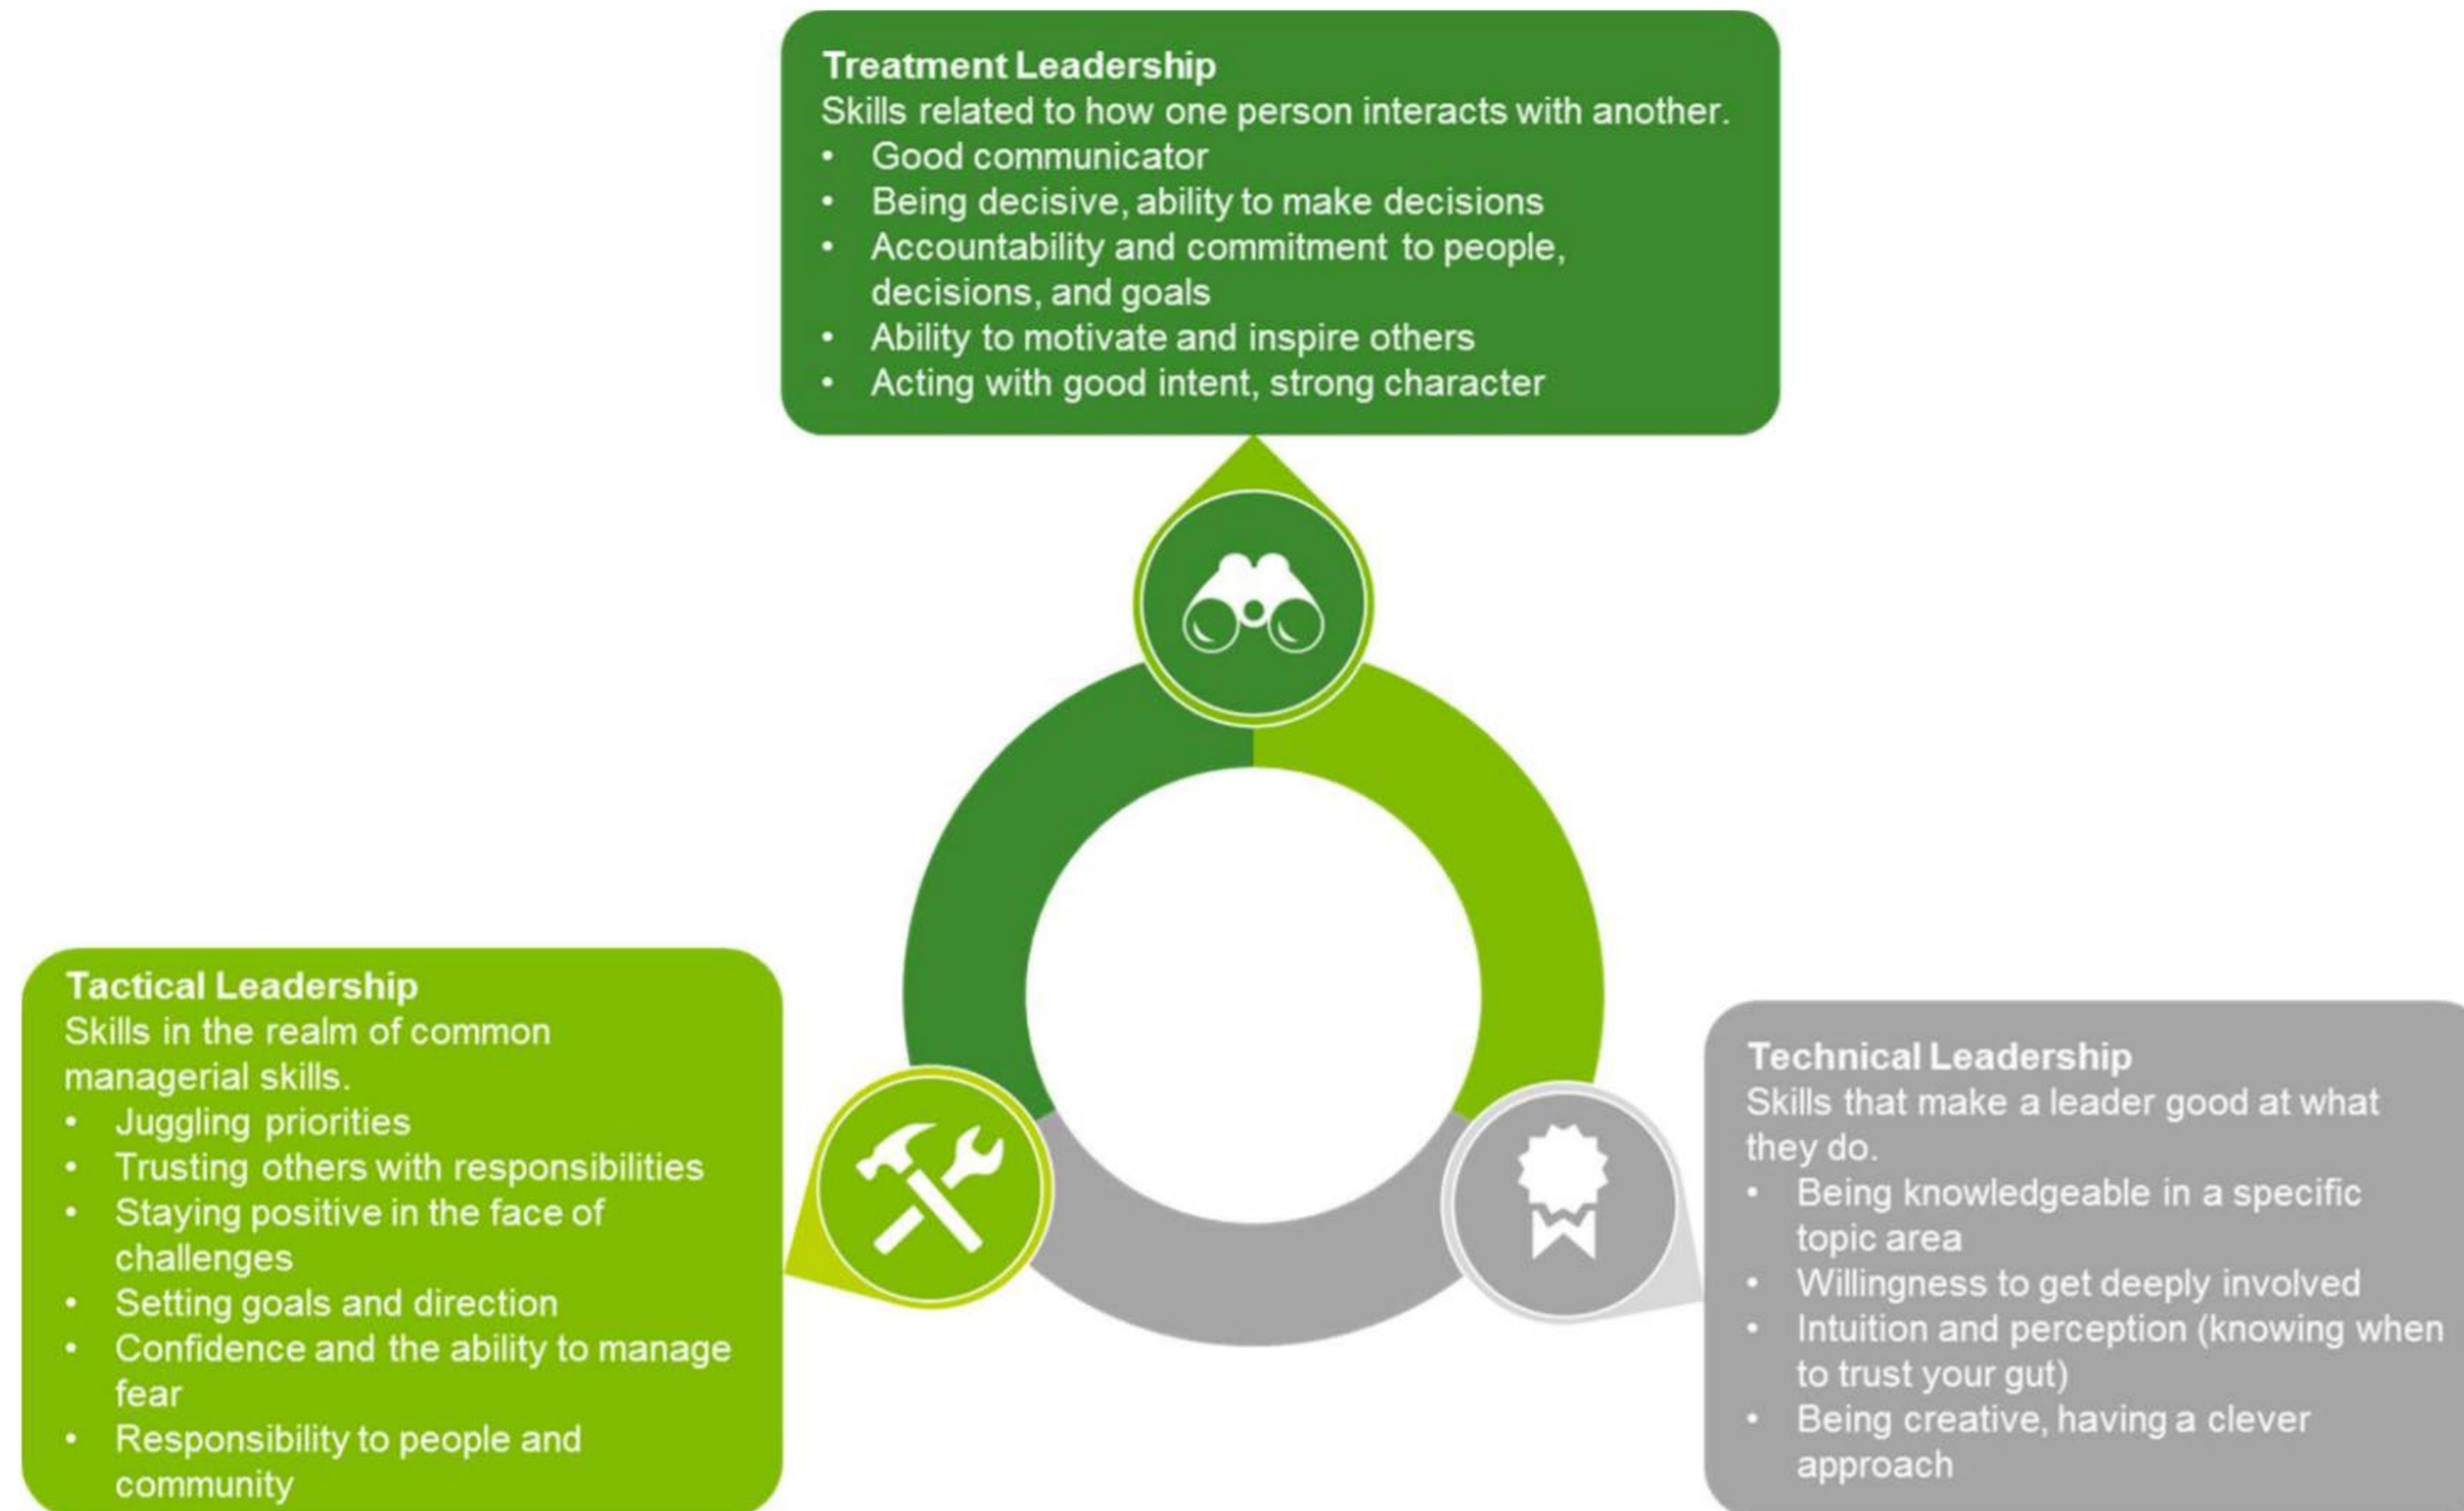 Treatment Leadership
Skills related to how one person interacts with another.
• Good communicator
• Being decisive, ability to make decisions
• Accountability and commitment to people,
decisions, and goals
• Ability to motivate and inspire others
• Acting with good intent, strong character
Tactical Leadership
Skills in the realm of common
managerial skills.
• Juggling priorities
• Trusting others with responsibilities
• Staying positive in the face of
challenges
• Setting goals and direction
• Confidence and the ability to manage
fear
• Responsibility to people and
community
Technical Leadership
Skills that make a leader good at what
they do.
• Being knowledgeable in a specific
topic area
• Willingness to get deeply involved
• Intuition and perception (knowing when
to trust your gut)
• Being creative, having a clever
approach